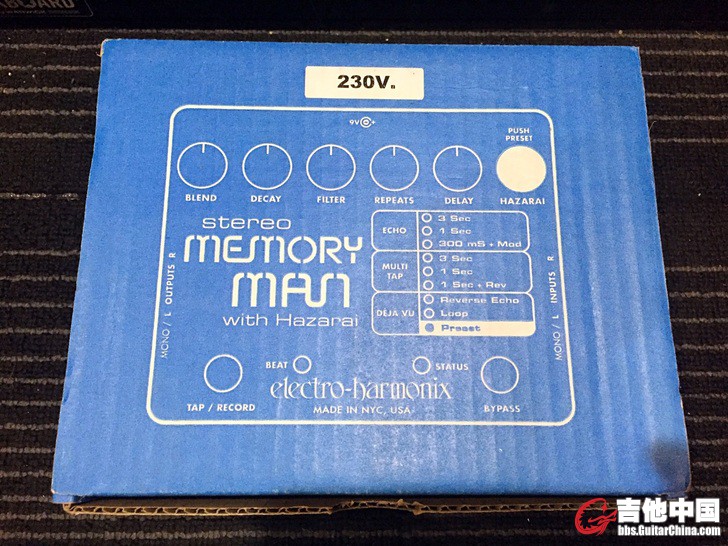 BOARD
230V.
9V
PUSH
PRESET
BLEND
DECAY
FILTER
REPEATS
DELAY
HAZARAI
stereo
MEMORY
MAN
with Hazarai
ECHO
3 Sec
1 Sec
300 mS + Mod
MULTI
TAP
3 Sec
1 Sec
1 Sec + Rev
DEJA VU
Reverse Echo
Loop
Preset
MONO / L OUTPUTS R
MONO / L INPUTS R
BEAT
STATUS
electro-harmonix
TAP / RECORD
MADE IN NYC, USA
BYPASS
吉他中国
bbs.GuitarChina.com